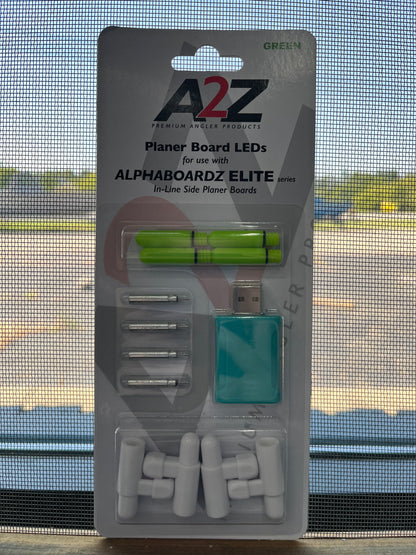 GREEN
A2Z
PREMIUM ANGLER PRODUCTS
Planer Board LEDs
for use with
ALPHABOARDZ ELITE series
In-Line Side Planer Boards